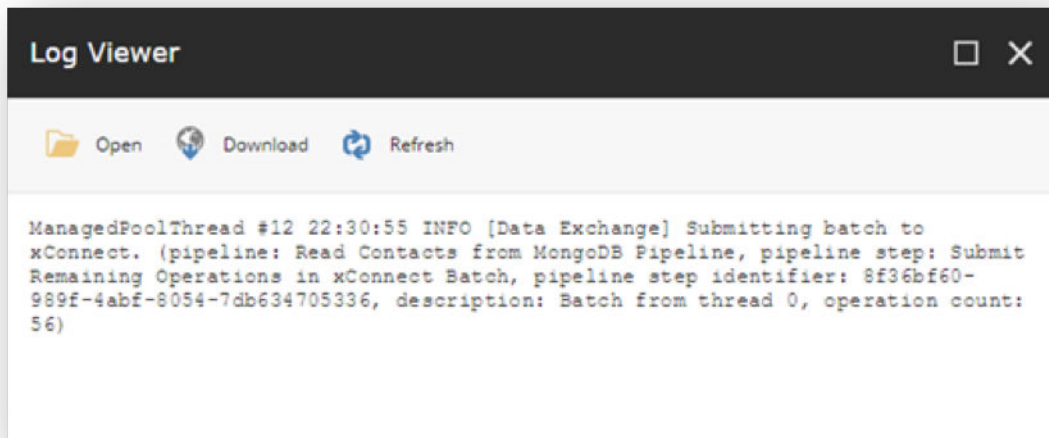 Log Viewer
Open Download Refresh
ManagedPoolThread #12 22:30:55 INFO [Data Exchange] Submitting batch to
xConnect. (pipeline: Read Contacts from MongoDB Pipeline, pipeline step: Submit
Remaining Operations in xConnect Batch, pipeline step identifier: 8f36bf60-
989f-4abf-8054-7db634705336, description: Batch from thread 0, operation count:
56)